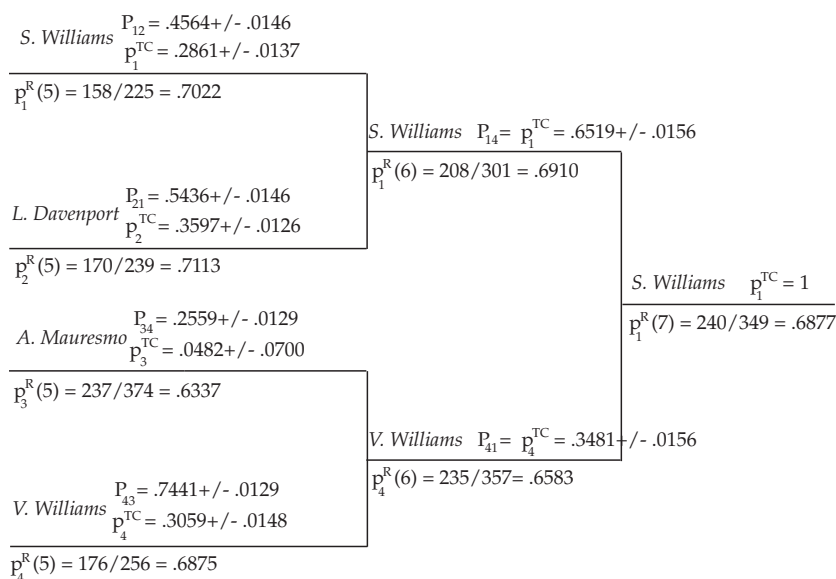 S. Williams P₁₂ = .4564+/- .0146
p₁ᵀᶜ = .2861+/- .0137
p₁ᴿ(5) = 158/225 = .7022
S. Williams P₁₄= p₁ᵀᶜ = .6519+/- .0156
p₁ᴿ(6) = 208/301 = .6910
L. Davenport P₂₁ = .5436+/- .0146
p₂ᵀᶜ = .3597+/- .0126
p₂ᴿ(5) = 170/239 = .7113
S. Williams p₁ᵀᶜ = 1
p₁ᴿ(7) = 240/349 = .6877
A. Mauresmo P₃₄ = .2559+/- .0129
p₃ᵀᶜ = .0482+/- .0700
p₃ᴿ(5) = 237/374 = .6337
V. Williams P₄₁= p₄ᵀᶜ = .3481+/- .0156
p₄ᴿ(6) = 235/357= .6583
V. Williams P₄₃ = .7441+/- .0129
p₄ᵀᶜ = .3059+/- .0148
p₄ᴿ(5) = 176/256 = .6875